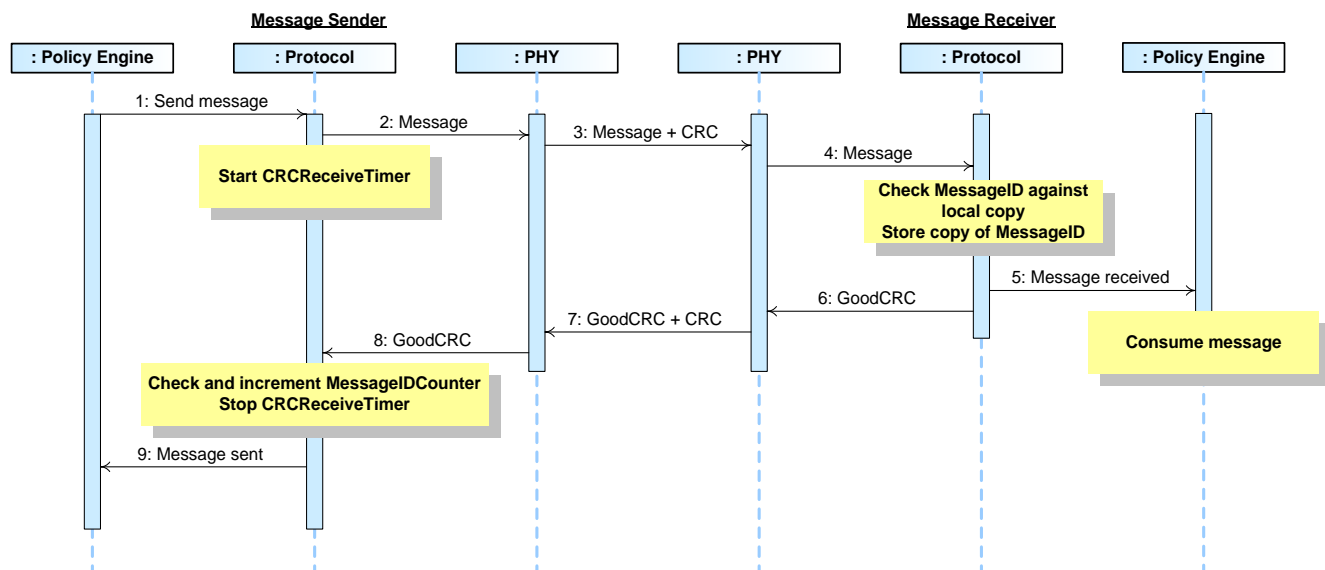 Message Sender
Message Receiver
: Policy Engine
: Protocol
: PHY
: PHY
: Protocol
: Policy Engine
1: Send message
2: Message
3: Message + CRC
4: Message
Start CRCReceiveTimer
Check MessageID against
local copy
Store copy of MessageID
5: Message received
6: GoodCRC
7: GoodCRC + CRC
8: GoodCRC
Consume message
Check and increment MessageIDCounter
Stop CRCReceiveTimer
9: Message sent